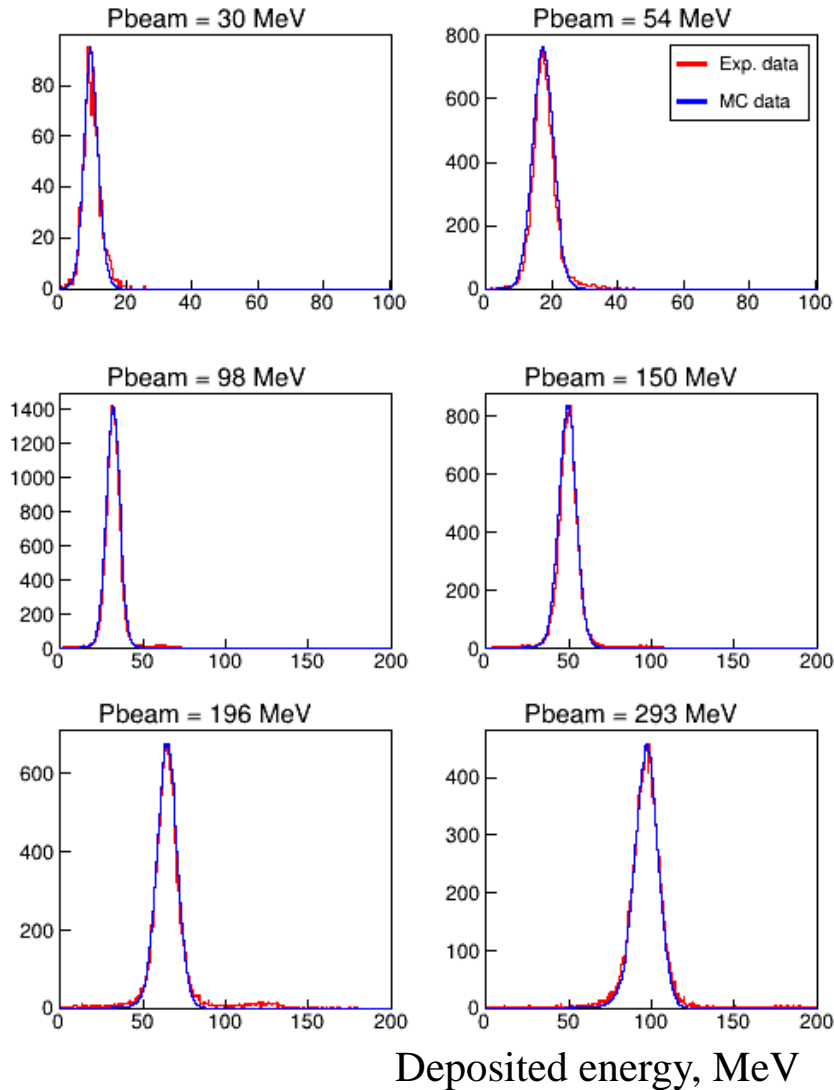 Pbeam = 30 MeV
80
60
40
20
0
0 20 40 60 80 100
Pbeam = 54 MeV
800
600
400
200
0
0 20 40 60 80 100
Exp. data
MC data
Pbeam = 98 MeV
1400
1200
1000
800
600
400
200
0
0 50 100 150 200
Pbeam = 150 MeV
800
600
400
200
0
0 50 100 150 200
Pbeam = 196 MeV
600
400
200
0
0 50 100 150 200
Pbeam = 293 MeV
400
300
200
100
0
0 50 100 150 200
Deposited energy, MeV